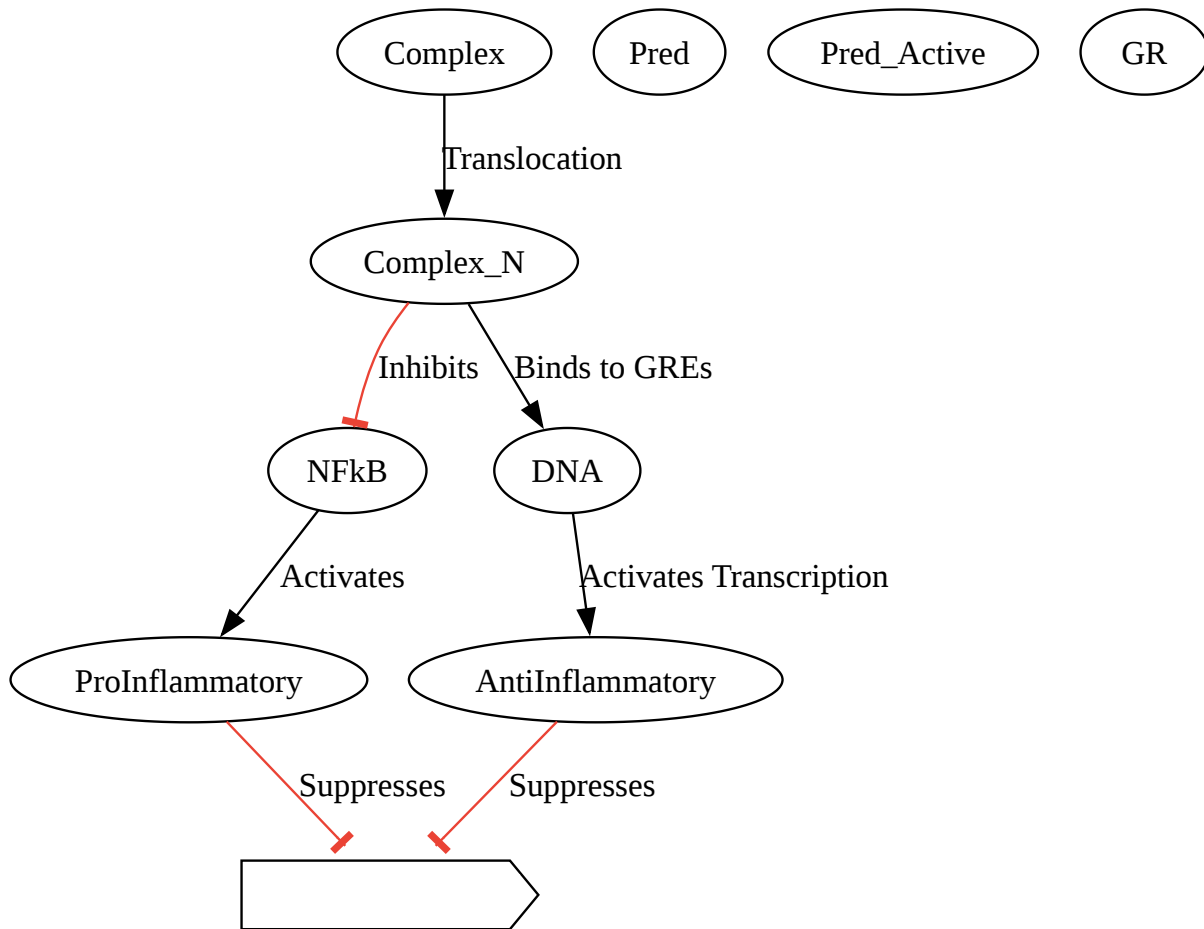 Complex
Pred
Pred_Active
GR
Translocation
Complex_N
Inhibits
Binds to GREs
NFkB
DNA
Activates
Activates Transcription
ProInflammatory
AntiInflammatory
Suppresses
Suppresses